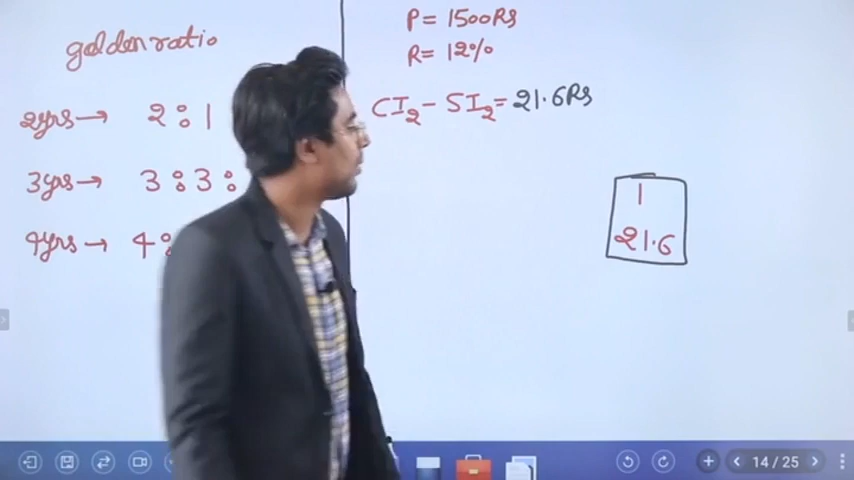 golden ratio
2yrs → 2 : 1
3yrs → 3 : 3 :
4yrs → 4 :
P = 1500Rs
R = 12%
CI₂ - SI₂ = 21.6Rs
1
21.6
14 / 25